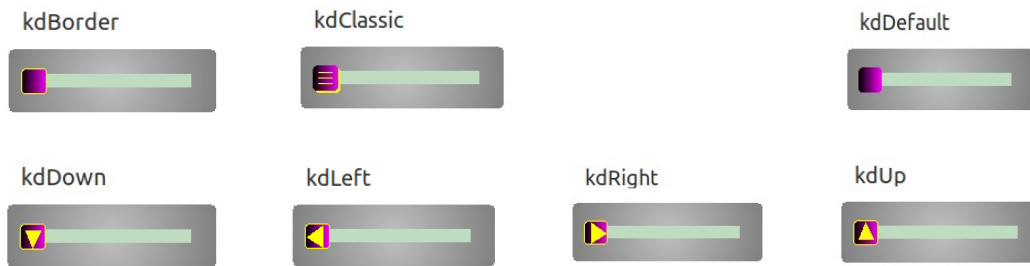 kdBorder
kdClassic
kdDefault
kdDown
kdLeft
kdRight
kdUp